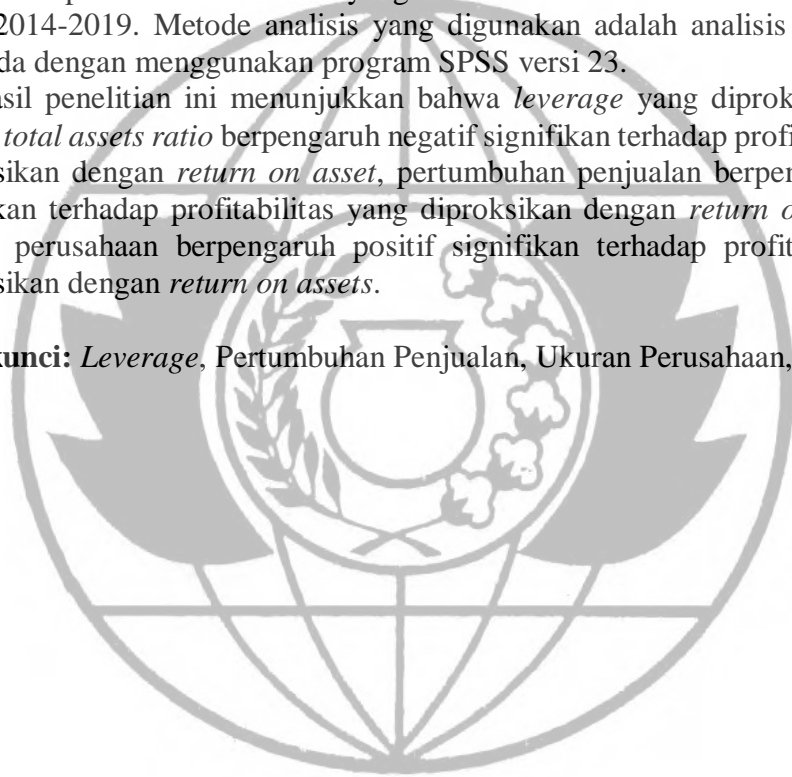 2014-2019. Metode analisis yang digunakan adalah analisis
da dengan menggunakan program SPSS versi 23.
asil penelitian ini menunjukkan bahwa leverage yang diprok
total assets ratio berpengaruh negatif signifikan terhadap profi
sikan dengan return on asset, pertumbuhan penjualan berpen
kan terhadap profitabilitas yang diproksikan dengan return o
perusahaan berpengaruh positif signifikan terhadap profit
sikan dengan return on assets.
kunci: Leverage, Pertumbuhan Penjualan, Ukuran Perusahaan,